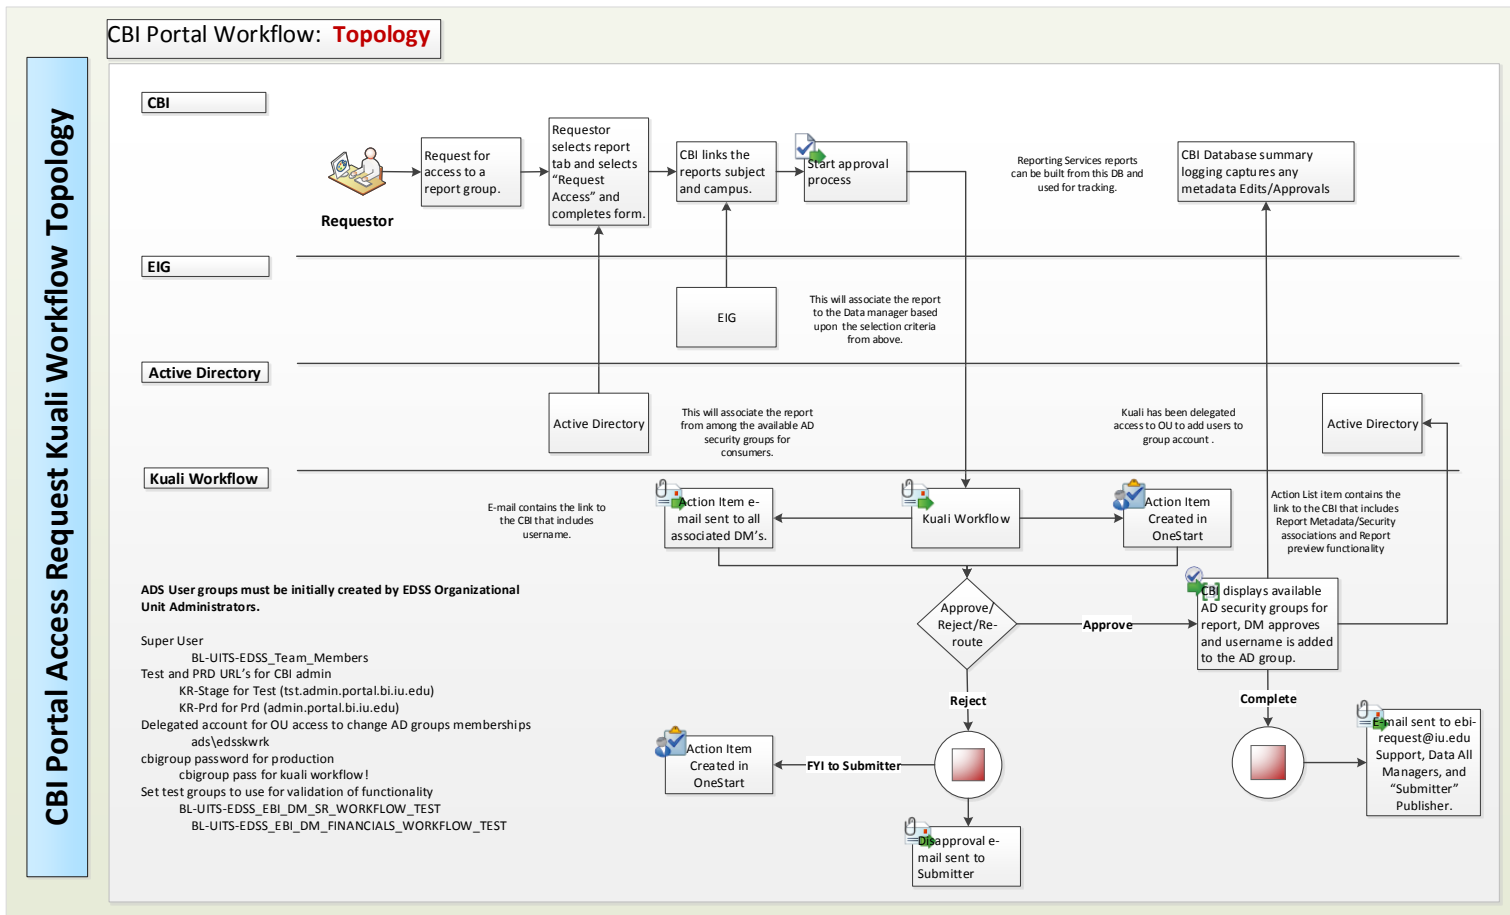 CBI Portal Workflow: Topology
CBI Portal Access Request Kuali Workflow Topology
CBI
Requestor
Request for
access to a
report group.
Requestor
selects report
tab and selects
“Request
Access” and
completes form.
CBI links the
reports subject
and campus.
Start approval
process
Reporting Services reports
can be built from this DB and
used for tracking.
CBI Database summary
logging captures any
metadata Edits/Approvals
EIG
EIG
This will associate the report
to the Data manager based
upon the selection criteria
from above.
Active Directory
Active Directory
This will associate the report
from among the available AD
security groups for
consumers.
Kuali has been delegated
access to OU to add users to
group account .
Active Directory
Kuali Workflow
E-mail contains the link to
the CBI that includes
username.
Action Item e-
mail sent to all
associated DM’s.
Kuali Workflow
Action Item
Created in
OneStart
Action List item contains the
link to the CBI that includes
Report Metadata/Security
associations and Report
preview functionality
Approve/
Reject/Re-
route
Approve
CBI displays available
AD security groups for
report, DM approves
and username is added
to the AD group.
Reject
Complete
FYI to Submitter
Action Item
Created in
OneStart
Disapproval e-
mail sent to
Submitter
E-mail sent to ebi-
request@iu.edu
Support, Data All
Managers, and
“Submitter”
Publisher.
ADS User groups must be initially created by EDSS Organizational
Unit Administrators.
Super User
BL-UITS-EDSS_Team_Members
Test and PRD URL’s for CBI admin
KR-Stage for Test (tst.admin.portal.bi.iu.edu)
KR-Prd for Prd (admin.portal.bi.iu.edu)
Delegated account for OU access to change AD groups memberships
ads\edsskwrk
cbigroup password for production
cbigroup pass for kuali workflow!
Set test groups to use for validation of functionality
BL-UITS-EDSS_EBI_DM_SR_WORKFLOW_TEST
BL-UITS-EDSS_EBI_DM_FINANCIALS_WORKFLOW_TEST